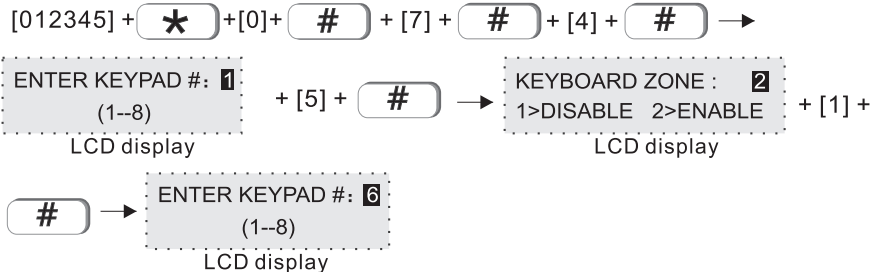 [012345] + * +[0]+ # + [7] + # + [4] + #
ENTER KEYPAD #: 1
(1--8)
LCD display
+ [5] + #
KEYBOARD ZONE : 2
1>DISABLE 2>ENABLE
LCD display
+ [1] +
#
ENTER KEYPAD #: 6
(1--8)
LCD display